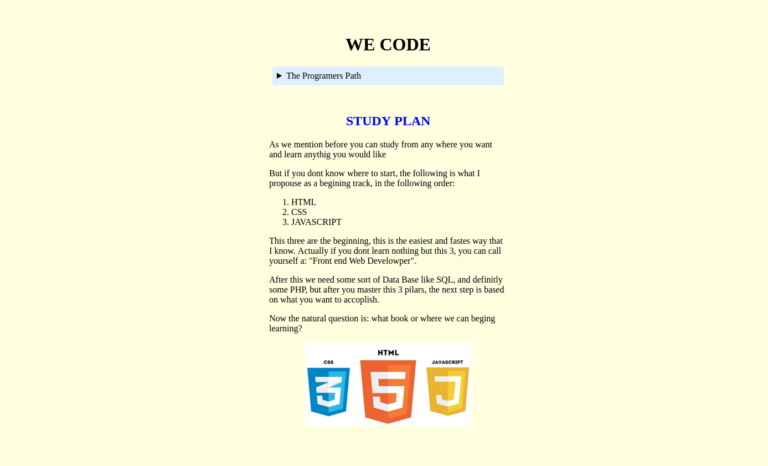 WE CODE
The Programers Path
STUDY PLAN
As we mention before you can study from any where you want
and learn anythig you would like
But if you dont know where to start, the following is what I
propouse as a begining track, in the following order:
1. HTML
2. CSS
3. JAVASCRIPT
This three are the beginning, this is the easiest and fastes way that
I know. Actually if you dont learn nothing but this 3, you can call
yourself a: "Front end Web Develowper".
After this we need some sort of Data Base like SQL, and definitly
some PHP, but after you master this 3 pilars, the next step is based
on what you want to accoplish.
Now the natural question is: what book or where we can beging
learning?
CSS HTML JAVASCRIPT
3 5 J